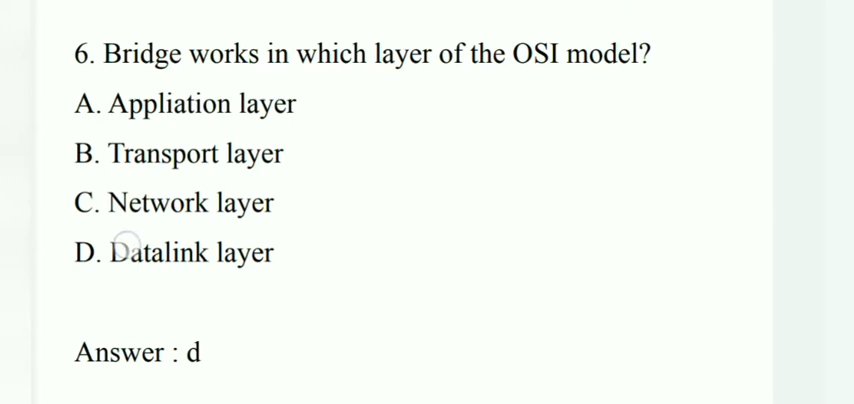 6. Bridge works in which layer of the OSI model?
A. Appliation layer
B. Transport layer
C. Network layer
D. Datalink layer
Answer : d